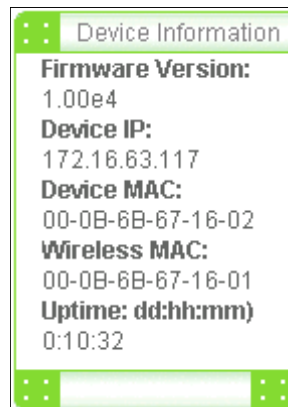 Device Information
Firmware Version:
1.00e4
Device IP:
172.16.63.117
Device MAC:
00-0B-6B-67-16-02
Wireless MAC:
00-0B-6B-67-16-01
Uptime: dd:hh:mm)
0:10:32